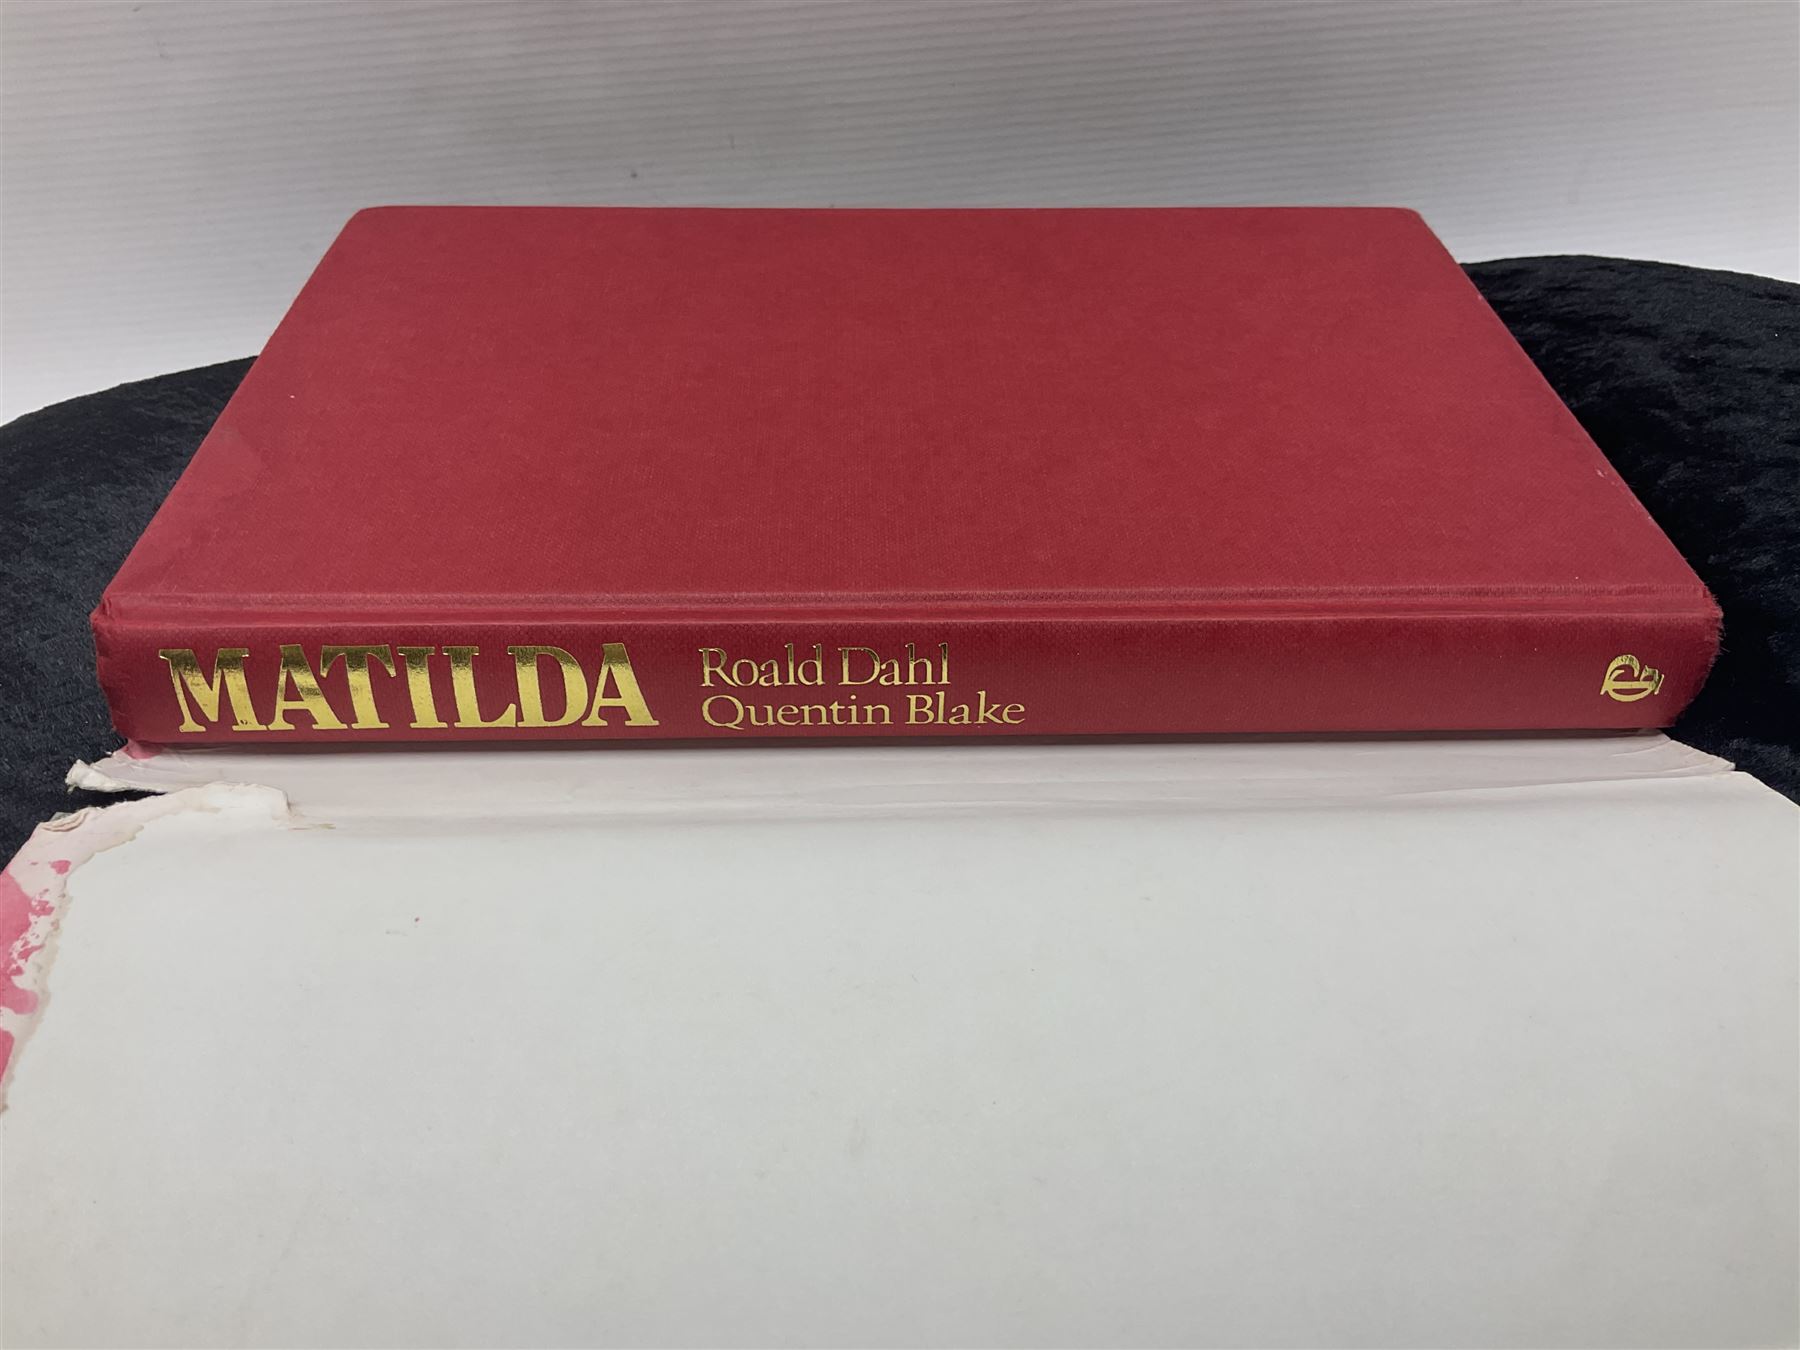 MATILDA
Roald Dahl
Quentin Blake